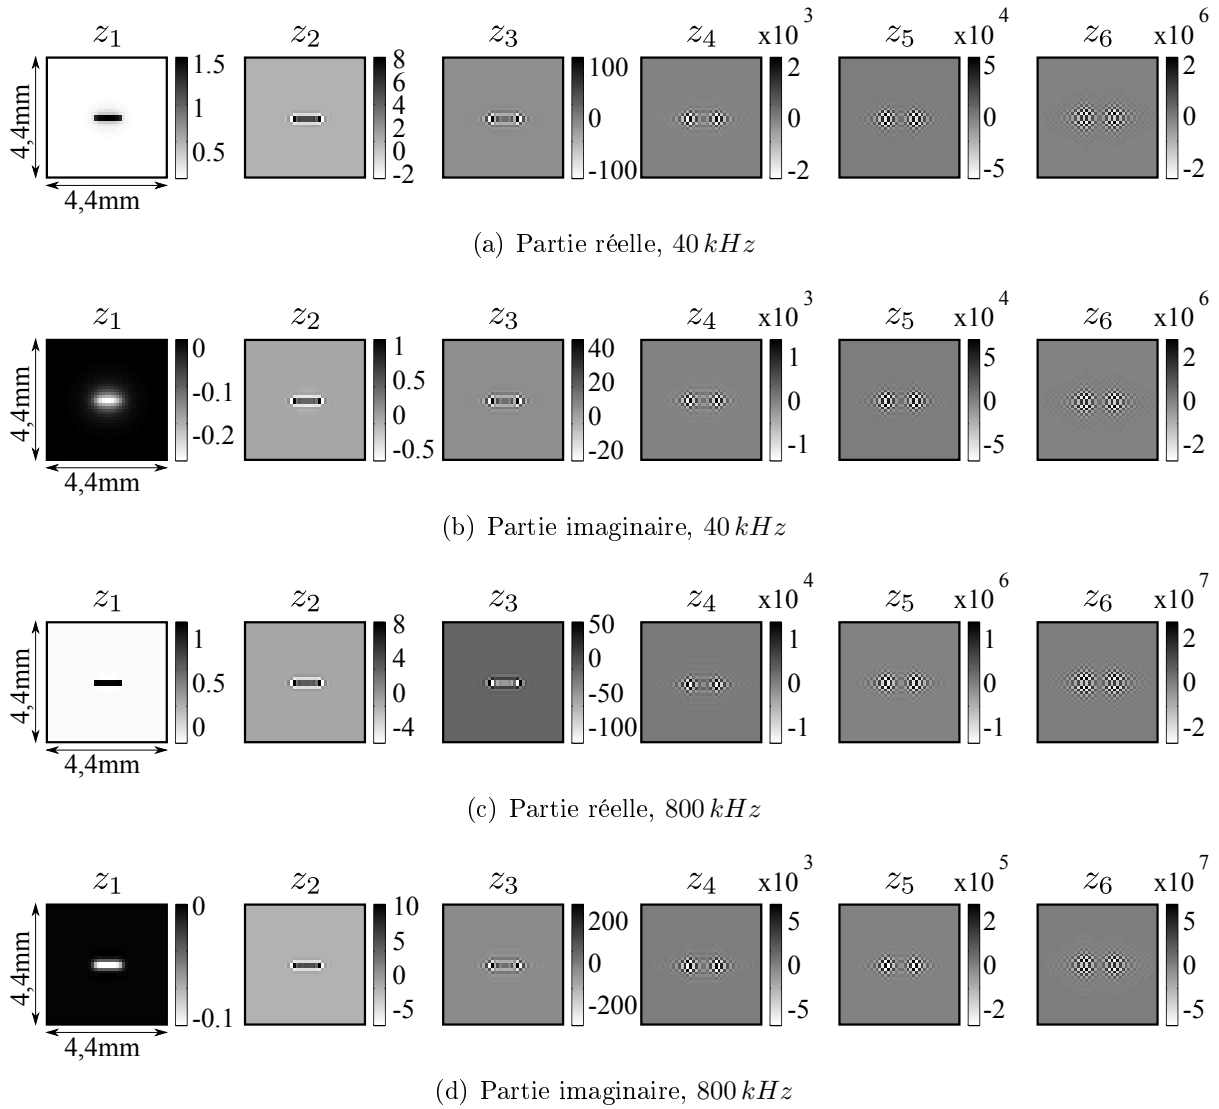 z1 z2 z3 z4 x10 3 z5 x10 4 z6 x10 6
4,4mm
1.5 1 0.5
8 6 4 2 0 -2
100 0 -100
2 0 -2
5 0 -5
2 0 -2
4,4mm
(a) Partie réelle, 40 kHz
z1 z2 z3 z4 x10 3 z5 x10 4 z6 x10 6
4,4mm
0 -0.1 -0.2
1 0.5 0 -0.5
40 20 0 -20
1 0 -1
5 0 -5
2 0 -2
4,4mm
(b) Partie imaginaire, 40 kHz
z1 z2 z3 z4 x10 4 z5 x10 6 z6 x10 7
4,4mm
1 0.5 0
8 4 0 -4
50 0 -50 -100
1 0 -1
1 0 -1
2 0 -2
4,4mm
(c) Partie réelle, 800 kHz
z1 z2 z3 z4 x10 3 z5 x10 5 z6 x10 7
4,4mm
0 -0.1
10 5 0 -5
200 0 -200
5 0 -5
2 0 -2
5 0 -5
4,4mm
(d) Partie imaginaire, 800 kHz